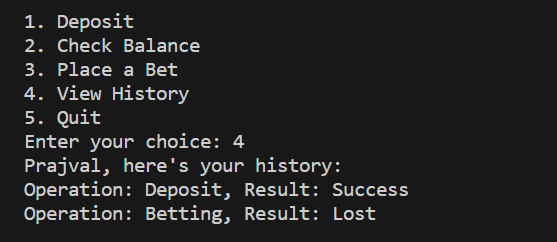 1. Deposit
2. Check Balance
3. Place a Bet
4. View History
5. Quit
Enter your choice: 4
Prajval, here's your history:
Operation: Deposit, Result: Success
Operation: Betting, Result: Lost